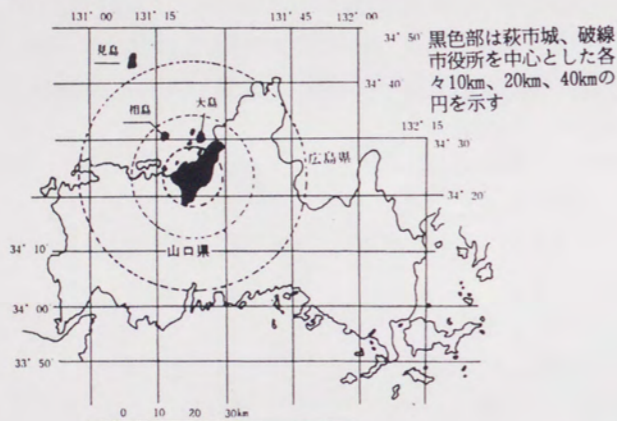 131° 00'
131° 15'
131° 30'
131° 45'
132° 00'
34° 50'
黒色部は萩市城、破線
市役所を中心とした各
々10km、20km、40kmの
円を示す
見島
34° 40'
相島
大島
132° 15
34° 30
広島県
34° 20'
34° 10'
山口県
34° 00'
33° 50'
0 10 20 30km